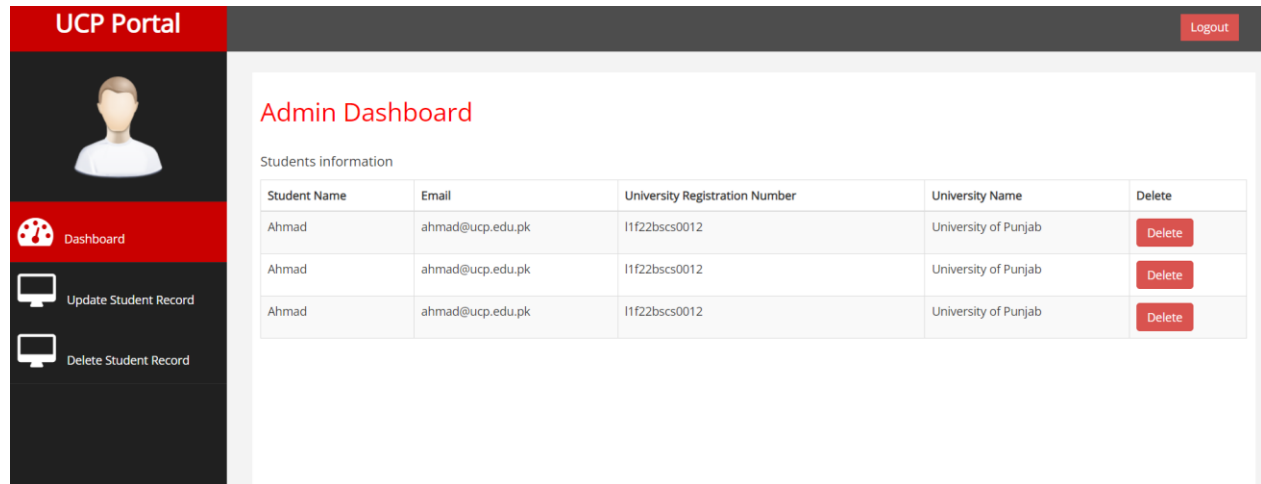 UCP Portal
Logout
Admin Dashboard
Students information
Student Name Email University Registration Number University Name Delete
Ahmad ahmad@ucp.edu.pk l1f22bscs0012 University of Punjab Delete
Ahmad ahmad@ucp.edu.pk l1f22bscs0012 University of Punjab Delete
Ahmad ahmad@ucp.edu.pk l1f22bscs0012 University of Punjab Delete
Dashboard
Update Student Record
Delete Student Record